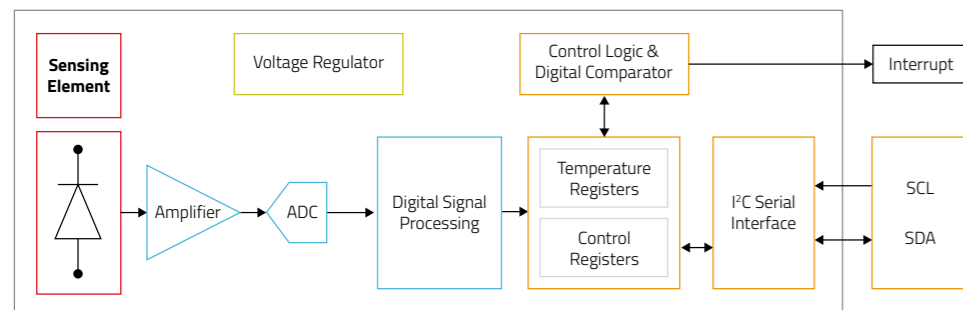 Sensing
Element
Voltage Regulator
Control Logic &
Digital Comparator
Interrupt
Amplifier
ADC
Digital Signal
Processing
Temperature
Registers
Control
Registers
I²C Serial
Interface
SCL
SDA